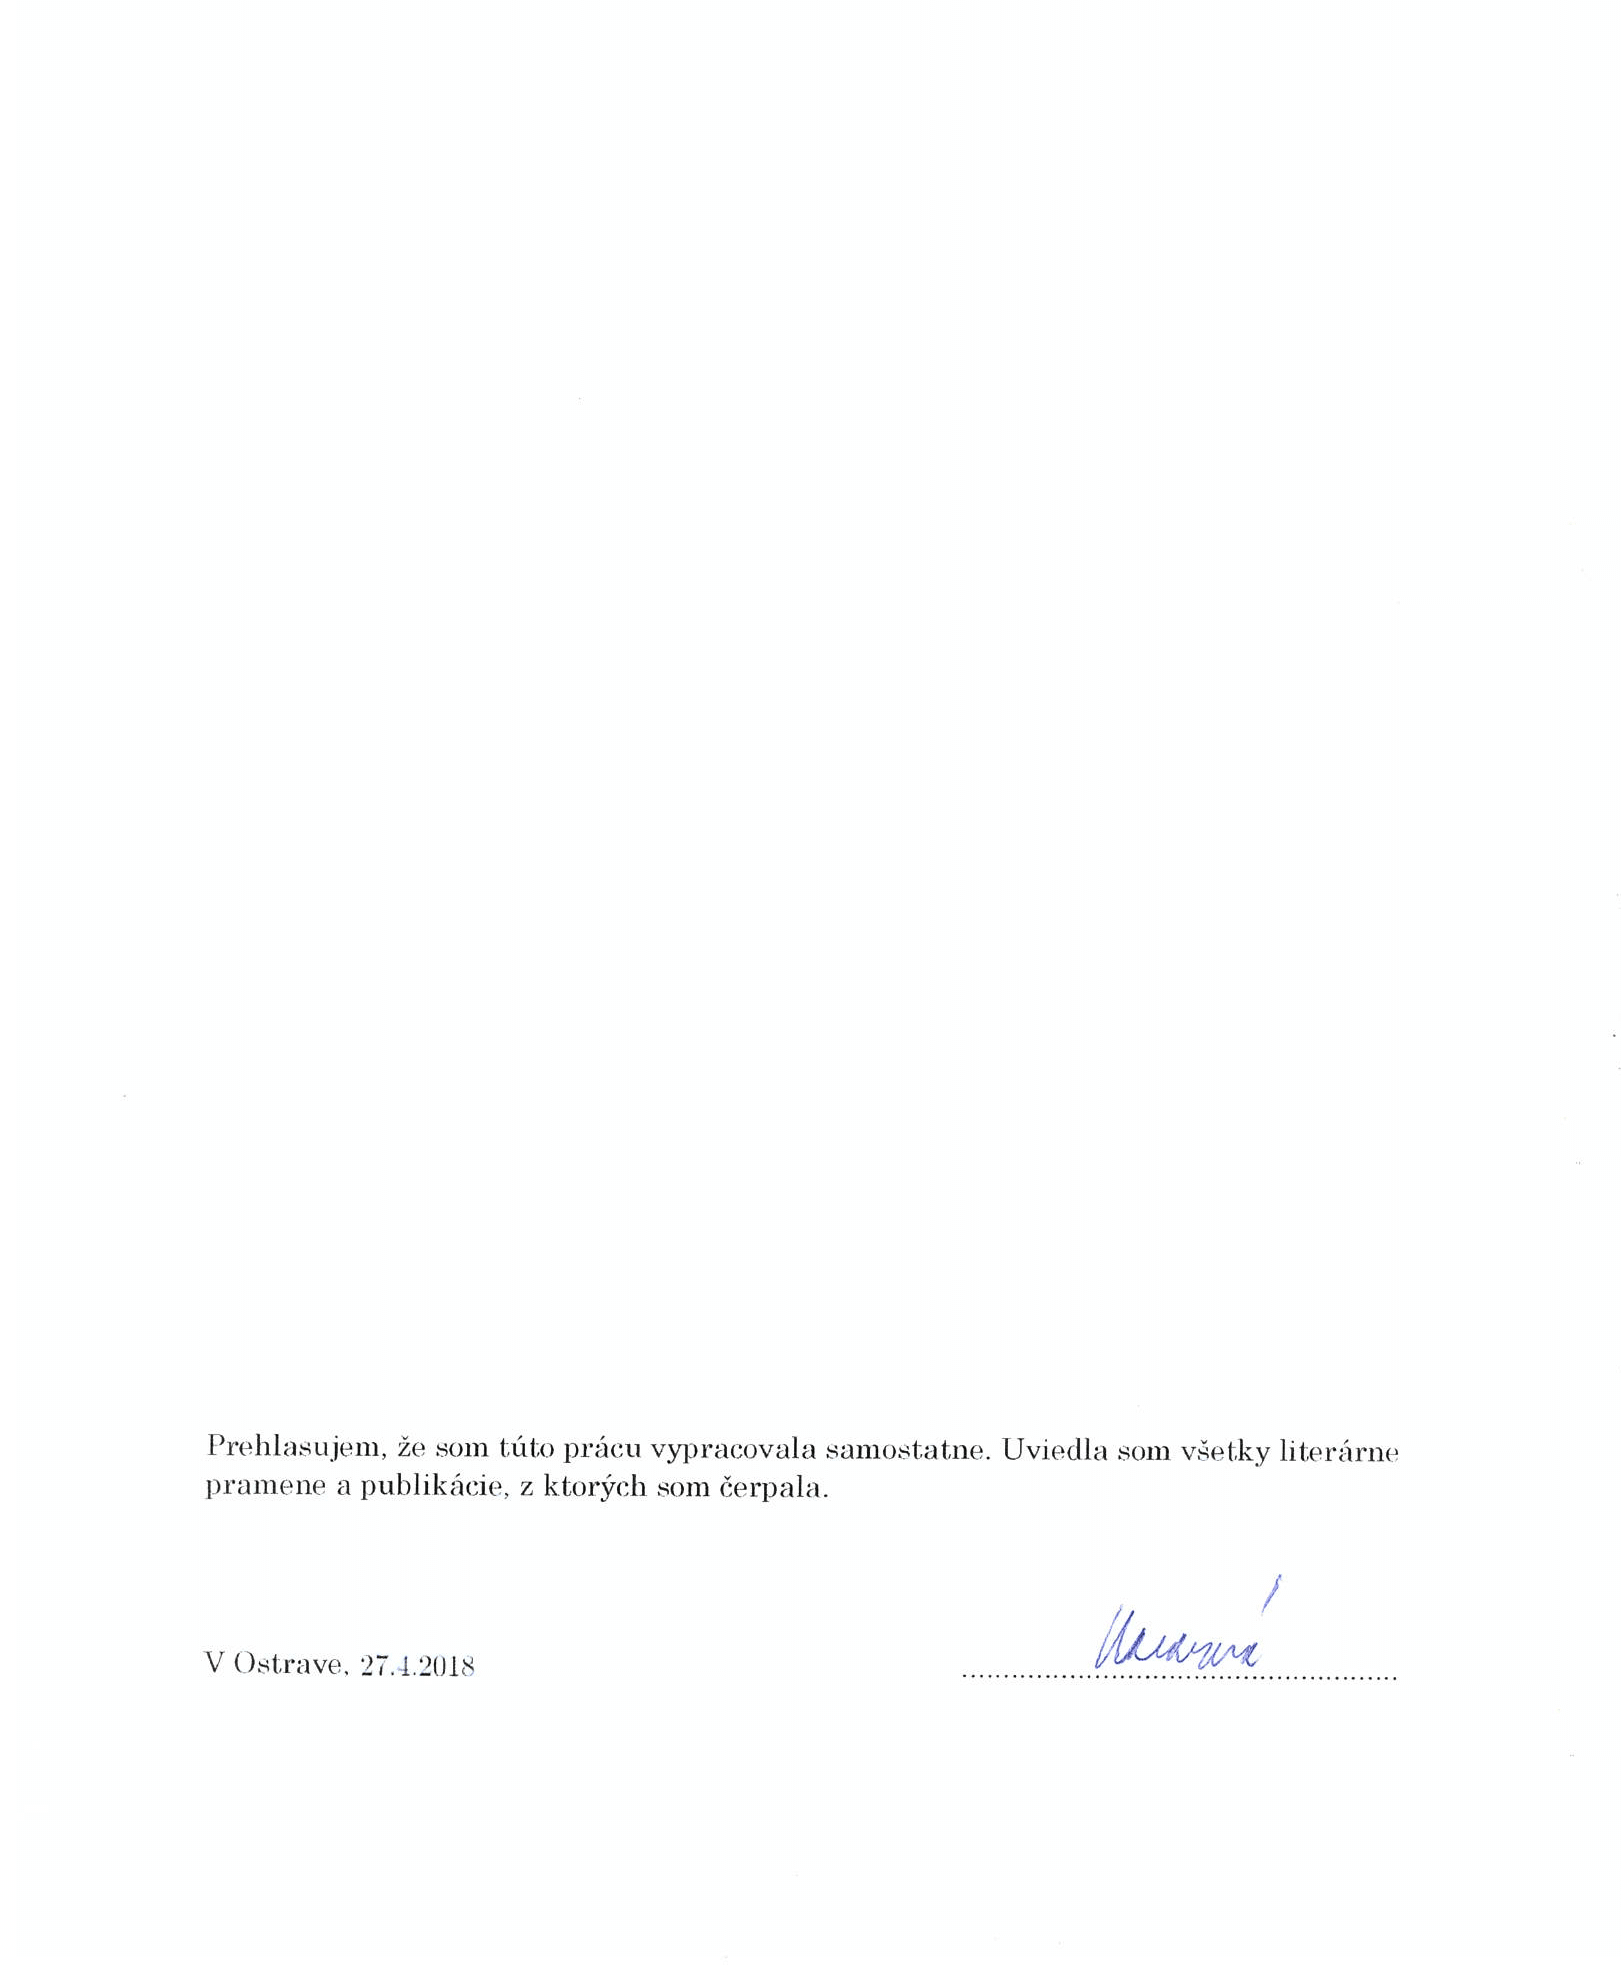 Prehlasujem, že som túto prácu vypracovala samostatne. Uviedla som všetky literárne
pramene a publikácie, z ktorých som čerpala.
V Ostrave, 27.4.2018